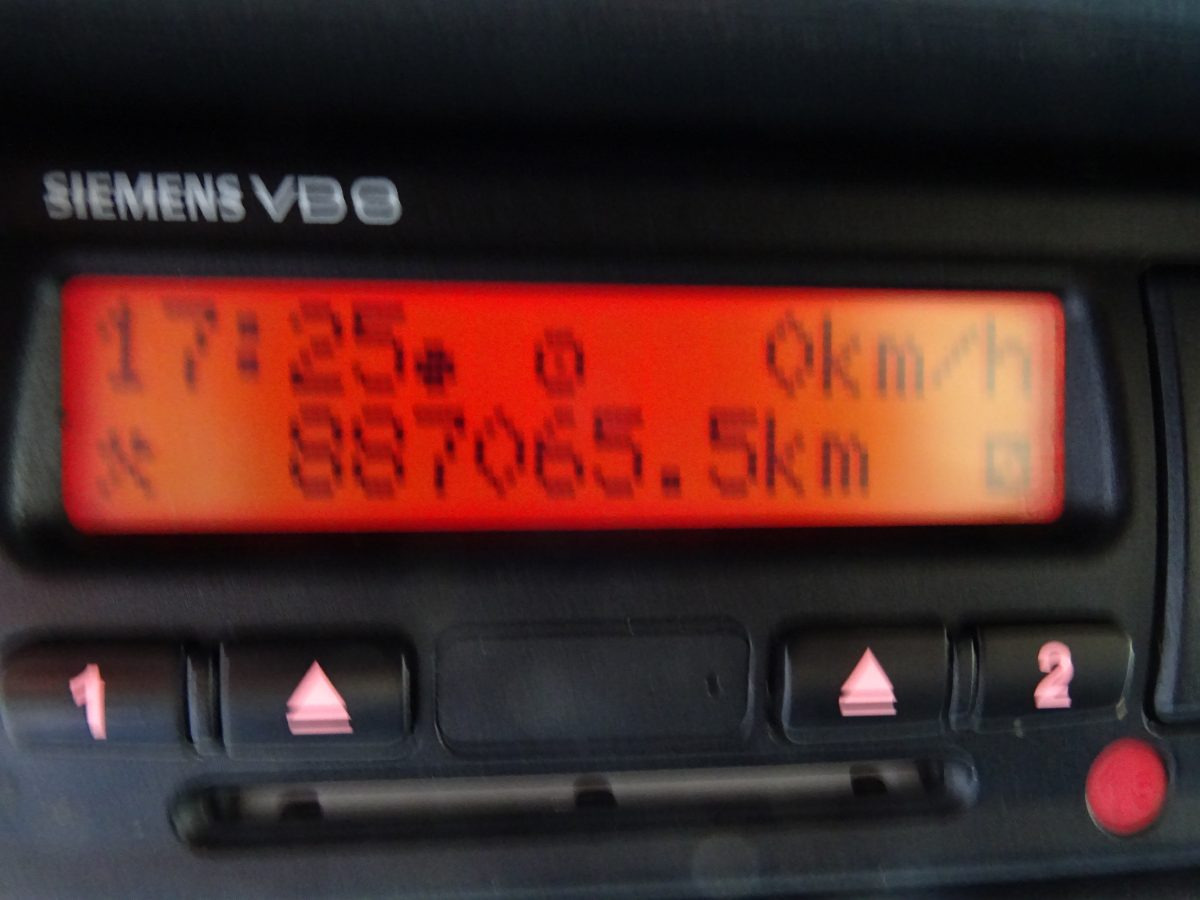 SIEMENS VDO
17:25 0km/h
887065.5km
1 2